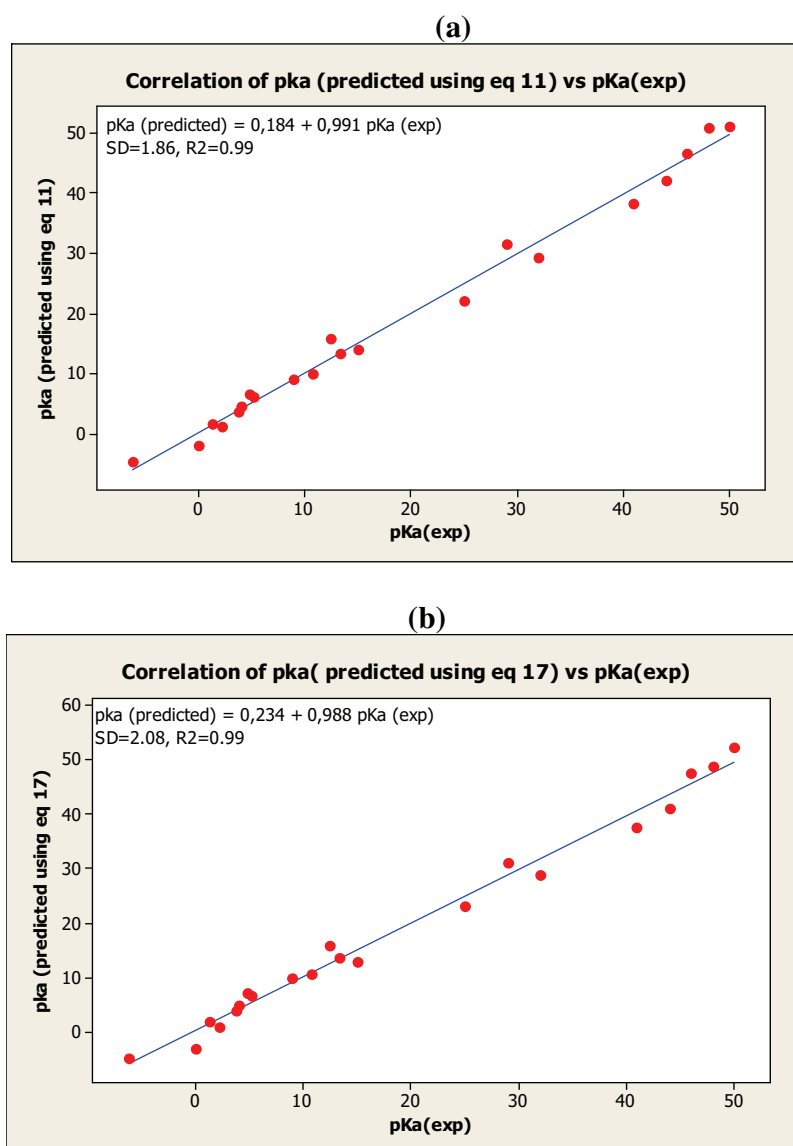 (a)
Correlation of pka (predicted using eq 11) vs pKa(exp)
pKa (predicted) = 0,184 + 0,991 pKa (exp)
SD=1.86, R2=0.99
pka (predicted using eq 11)
50
40
30
20
10
0
0 10 20 30 40 50
pKa(exp)
(b)
Correlation of pka( predicted using eq 17) vs pKa(exp)
pka (predicted) = 0,234 + 0,988 pKa (exp)
SD=2.08, R2=0.99
pka (predicted using eq 17)
60
50
40
30
20
10
0
0 10 20 30 40 50
pKa(exp)